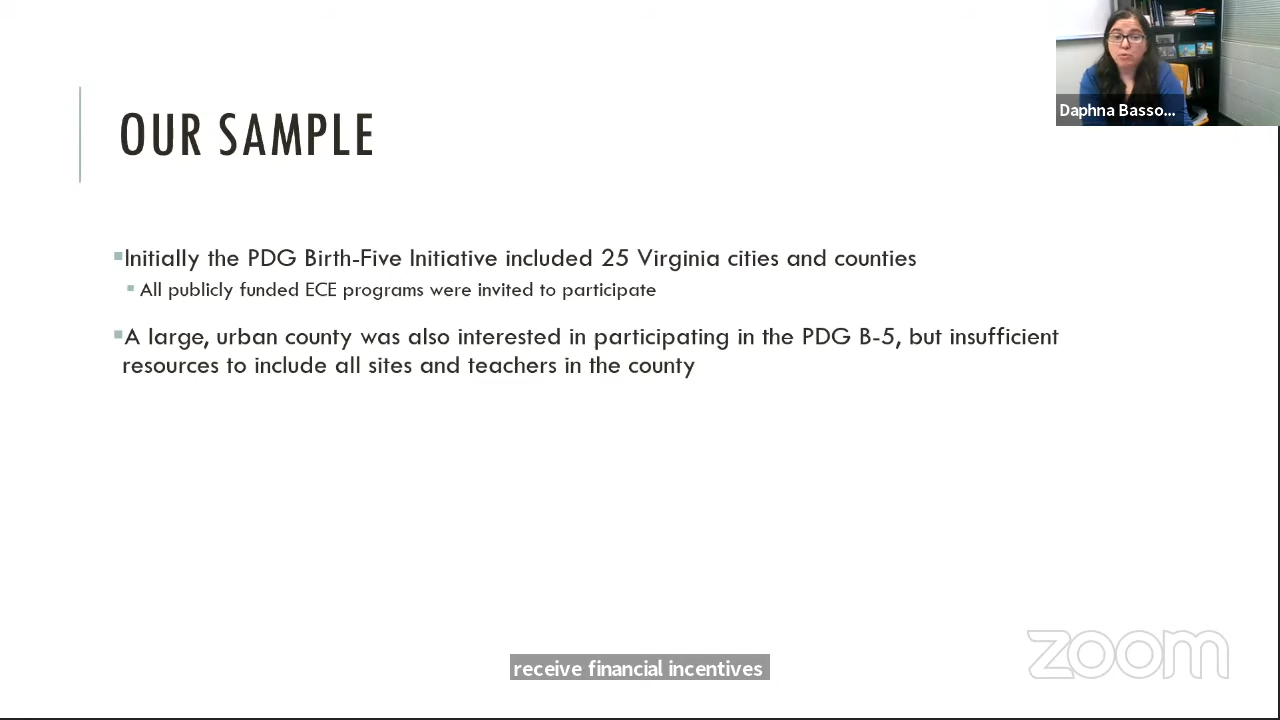 Daphna Basso...
OUR SAMPLE
Initially the PDG Birth-Five Initiative included 25 Virginia cities and counties
All publicly funded ECE programs were invited to participate
A large, urban county was also interested in participating in the PDG B-5, but insufficient
resources to include all sites and teachers in the county
receive financial incentives
zoom